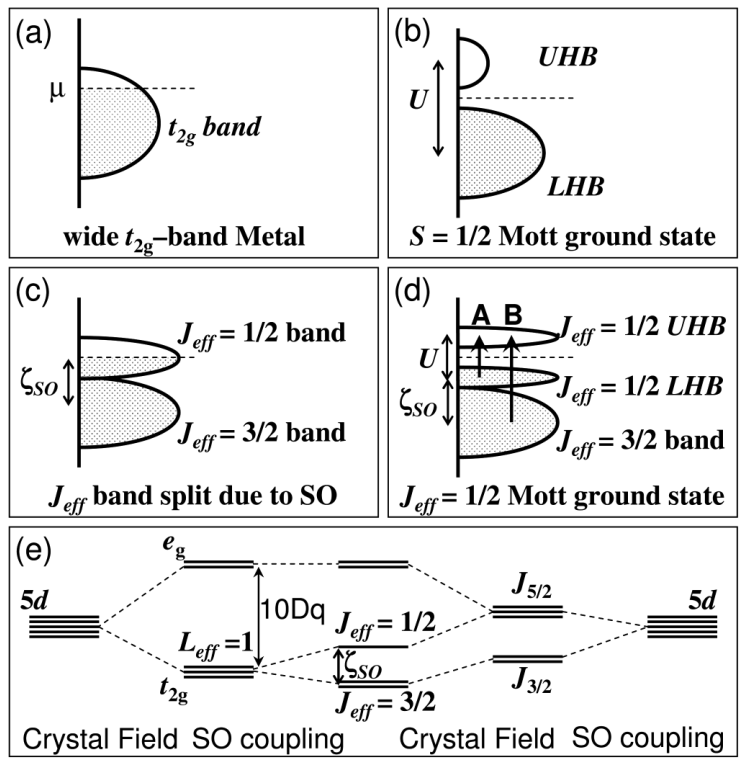 (a)
μ
t2g band
wide t2g–band Metal
(b)
UHB
U
LHB
S = 1/2 Mott ground state
(c)
Jeff = 1/2 band
ζSO
Jeff = 3/2 band
Jeff band split due to SO
(d)
A B
Jeff = 1/2 UHB
U
Jeff = 1/2 LHB
ζSO
Jeff = 3/2 band
Jeff = 1/2 Mott ground state
(e)
eg
5d
10Dq
J5/2
5d
Leff=1
Jeff = 1/2
ζSO
t2g
Jeff = 3/2
J3/2
Crystal Field SO coupling Crystal Field SO coupling